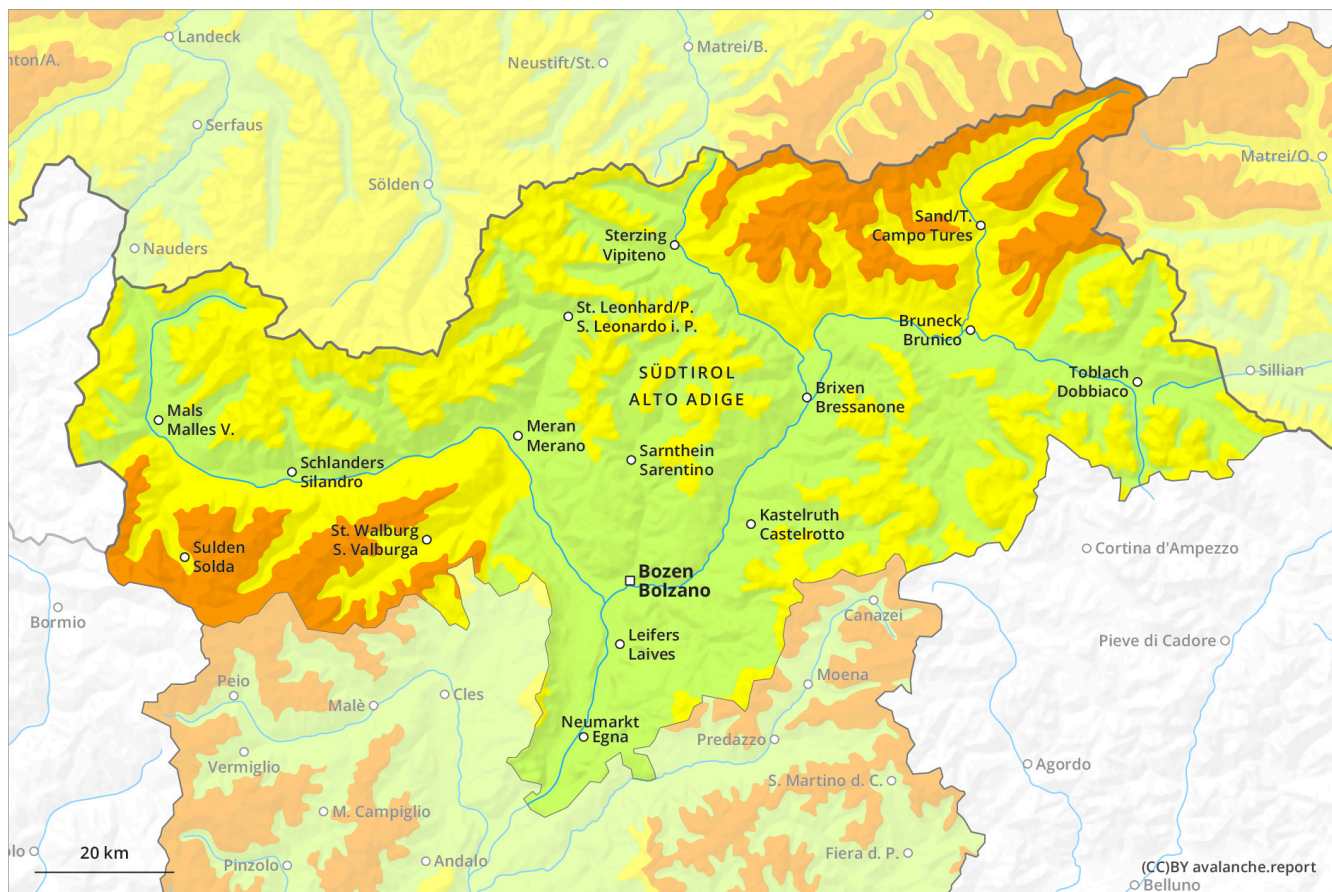 Landeck
nton/A.
Neustift/St.
Matrei/B.
Serfaus
Matrei/O.
Sölden
Nauders
Sand/T.
Campo Tures
Sterzing
Vipiteno
St. Leonhard/P.
S. Leonardo i. P.
Bruneck
Brunico
SÜDTIROL
ALTO ADIGE
Toblach
Dobbiaco
Sillian
Brixen
Bressanone
Mals
Malles V.
Meran
Merano
Sarnthein
Sarentino
Schlanders
Silandro
Kastelruth
Castelrotto
St. Walburg
S. Valburga
Sulden
Solda
Cortina d'Ampezzo
Bozen
Bolzano
Bormio
Canazei
Leifers
Laives
Pieve di Cadore
Peio
Moena
Malè
Cles
Neumarkt
Egna
Predazzo
Vermiglio
Agordo
S. Martino d. C.
M. Campiglio
olo
20 km
Pinzolo
Andalo
Fiera d. P.
(CC)BY avalanche.report
Belluno